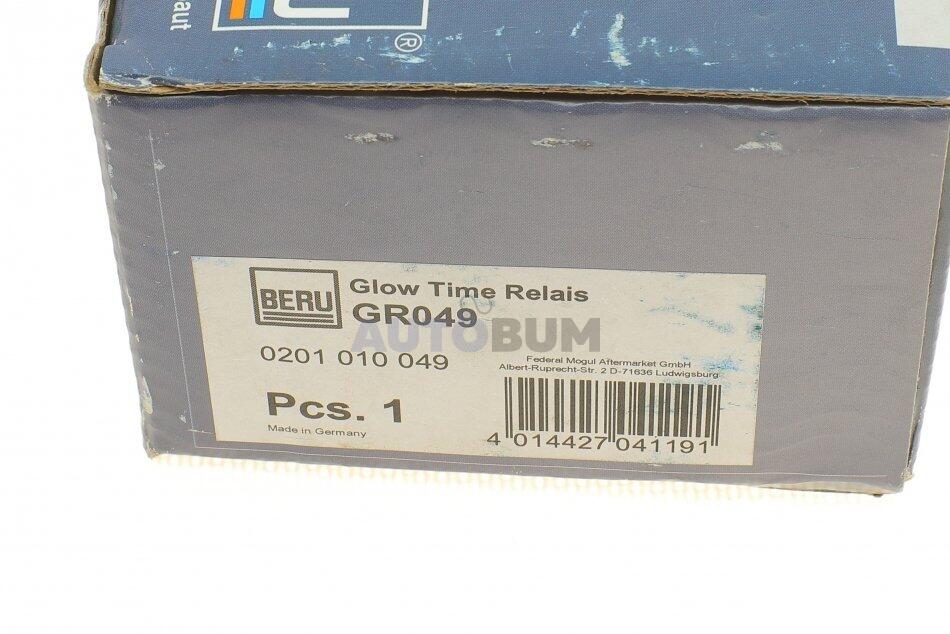 aut
®
BERU
Glow Time Relais
GR049
AUTOBUM
0201 010 049
Federal Mogul Aftermarket GmbH
Albert-Ruprecht-Str. 2 D-71636 Ludwigsburg
Pcs. 1
Made in Germany
4 014427 041191